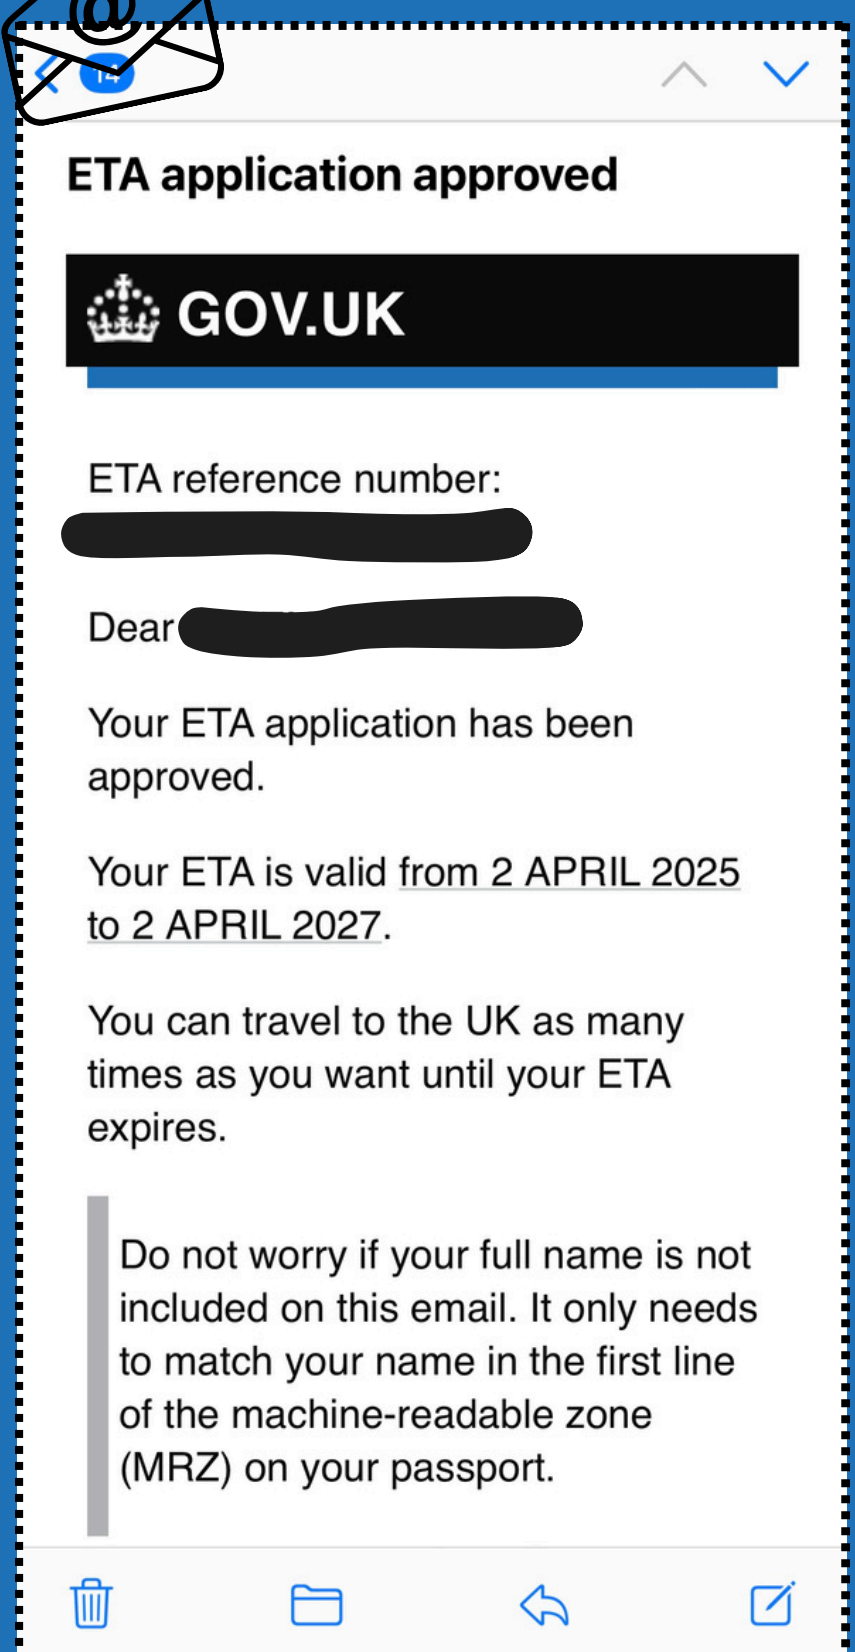 @
14
ETA application approved
GOV.UK
ETA reference number:
Dear
Your ETA application has been
approved.
Your ETA is valid from 2 APRIL 2025
to 2 APRIL 2027.
You can travel to the UK as many
times as you want until your ETA
expires.
Do not worry if your full name is not
included on this email. It only needs
to match your name in the first line
of the machine-readable zone
(MRZ) on your passport.